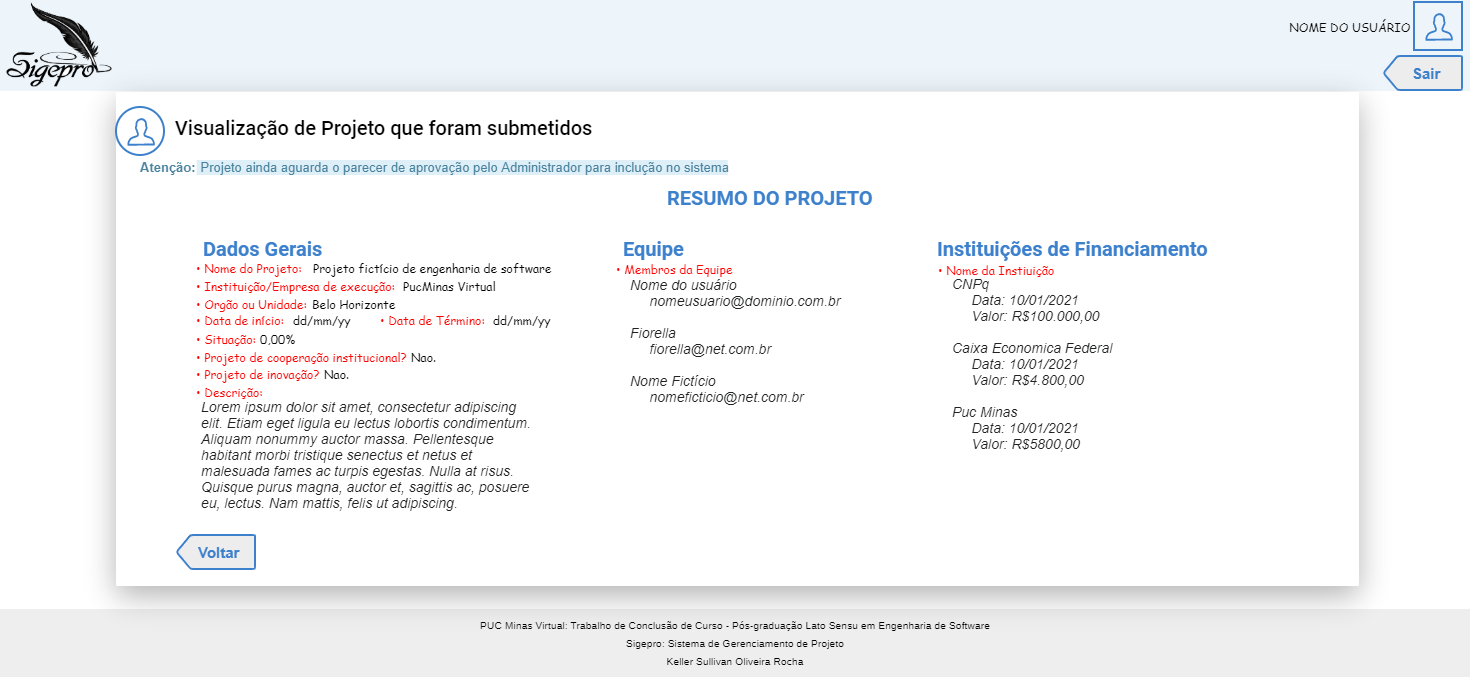 Sigepro
NOME DO USUÁRIO
Sair
Visualização de Projeto que foram submetidos
Atenção: Projeto ainda aguarda o parecer de aprovação pelo Administrador para inclução no sistema
RESUMO DO PROJETO
Dados Gerais
• Nome do Projeto: Projeto fictício de engenharia de software
• Instituição/Empresa de execução: PucMinas Virtual
• Orgão ou Unidade: Belo Horizonte
• Data de início: dd/mm/yy • Data de Término: dd/mm/yy
• Situação: 0,00%
• Projeto de cooperação institucional? Nao.
• Projeto de inovação? Nao.
• Descrição:
Lorem ipsum dolor sit amet, consectetur adipiscing
elit. Etiam eget ligula eu lectus lobortis condimentum.
Aliquam nonummy auctor massa. Pellentesque
habitant morbi tristique senectus et netus et
malesuada fames ac turpis egestas. Nulla at risus.
Quisque purus magna, auctor et, sagittis ac, posuere
eu, lectus. Nam mattis, felis ut adipiscing.
Equipe
• Membros da Equipe
Nome do usuário
nomeusuario@dominio.com.br
Fiorella
fiorella@net.com.br
Nome Fictício
nomeficticio@net.com.br
Instituições de Financiamento
• Nome da Instiuição
CNPq
Data: 10/01/2021
Valor: R$100.000,00
Caixa Economica Federal
Data: 10/01/2021
Valor: R$4.800,00
Puc Minas
Data: 10/01/2021
Valor: R$5800,00
Voltar
PUC Minas Virtual: Trabalho de Conclusão de Curso - Pós-graduação Lato Sensu em Engenharia de Software
Sigepro: Sistema de Gerenciamento de Projeto
Keller Sullivan Oliveira Rocha